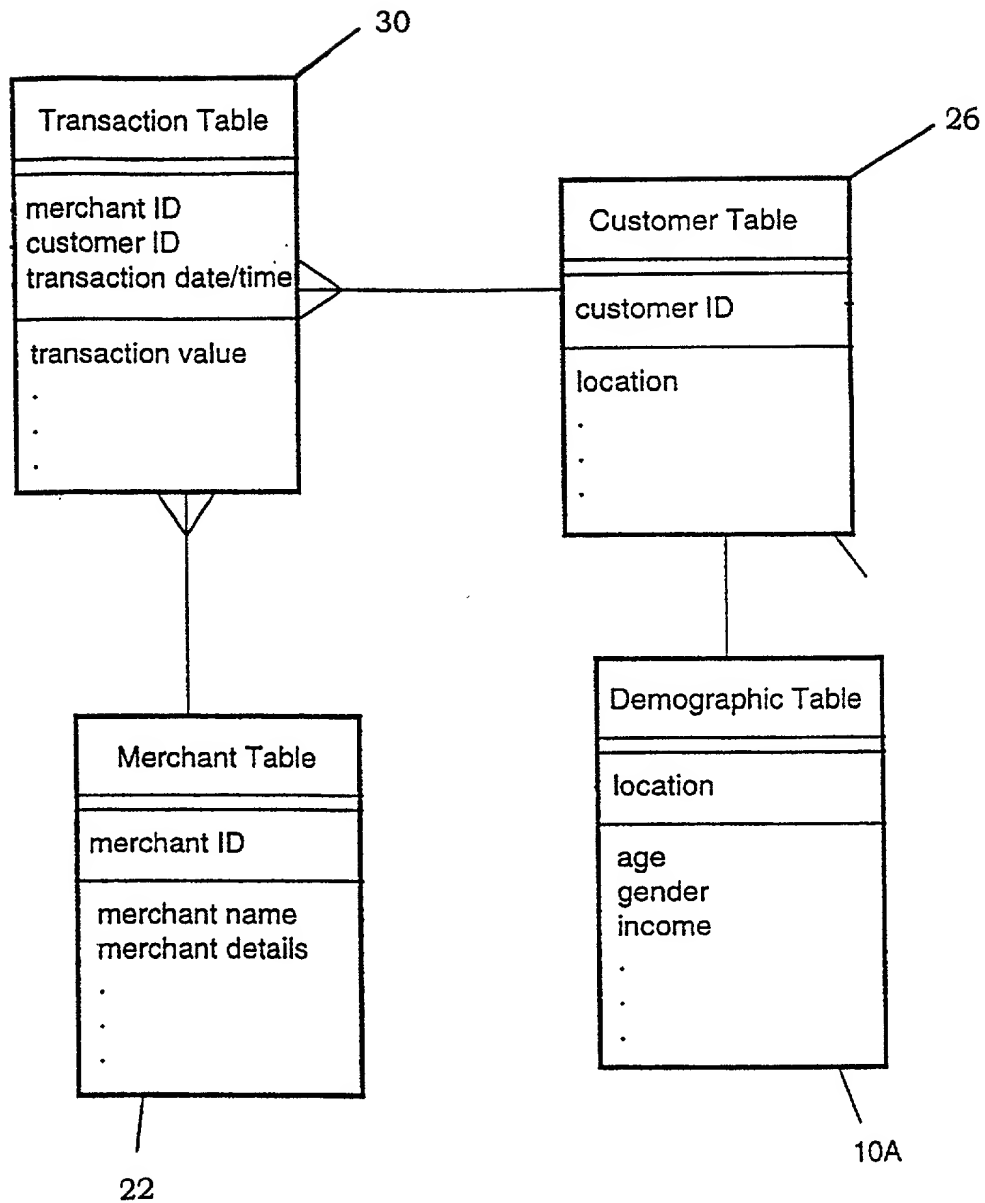 30
Transaction Table
merchant ID
customer ID
transaction date/time
transaction value
.
.
.
26
Customer Table
customer ID
location
.
.
.
Merchant Table
merchant ID
merchant name
merchant details
.
.
.
22
Demographic Table
location
age
gender
income
.
.
.
10A